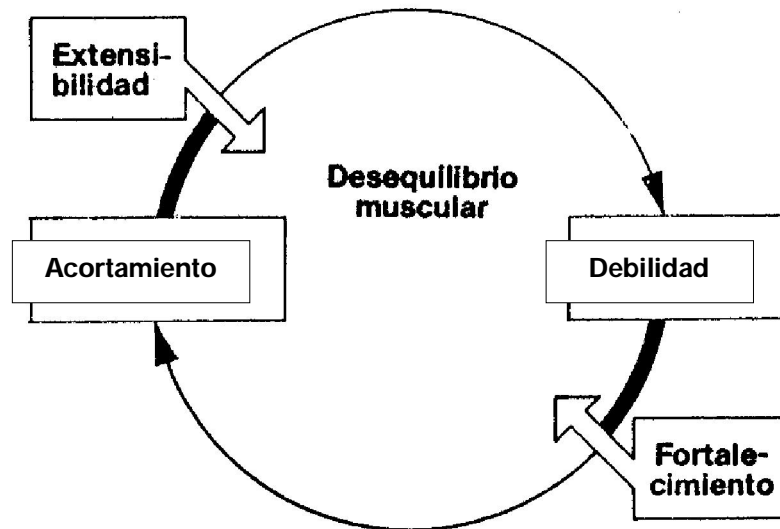 Extensi-
bilidad
Desequilibrio
muscular
Acortamiento
Debilidad
Fortale-
cimiento